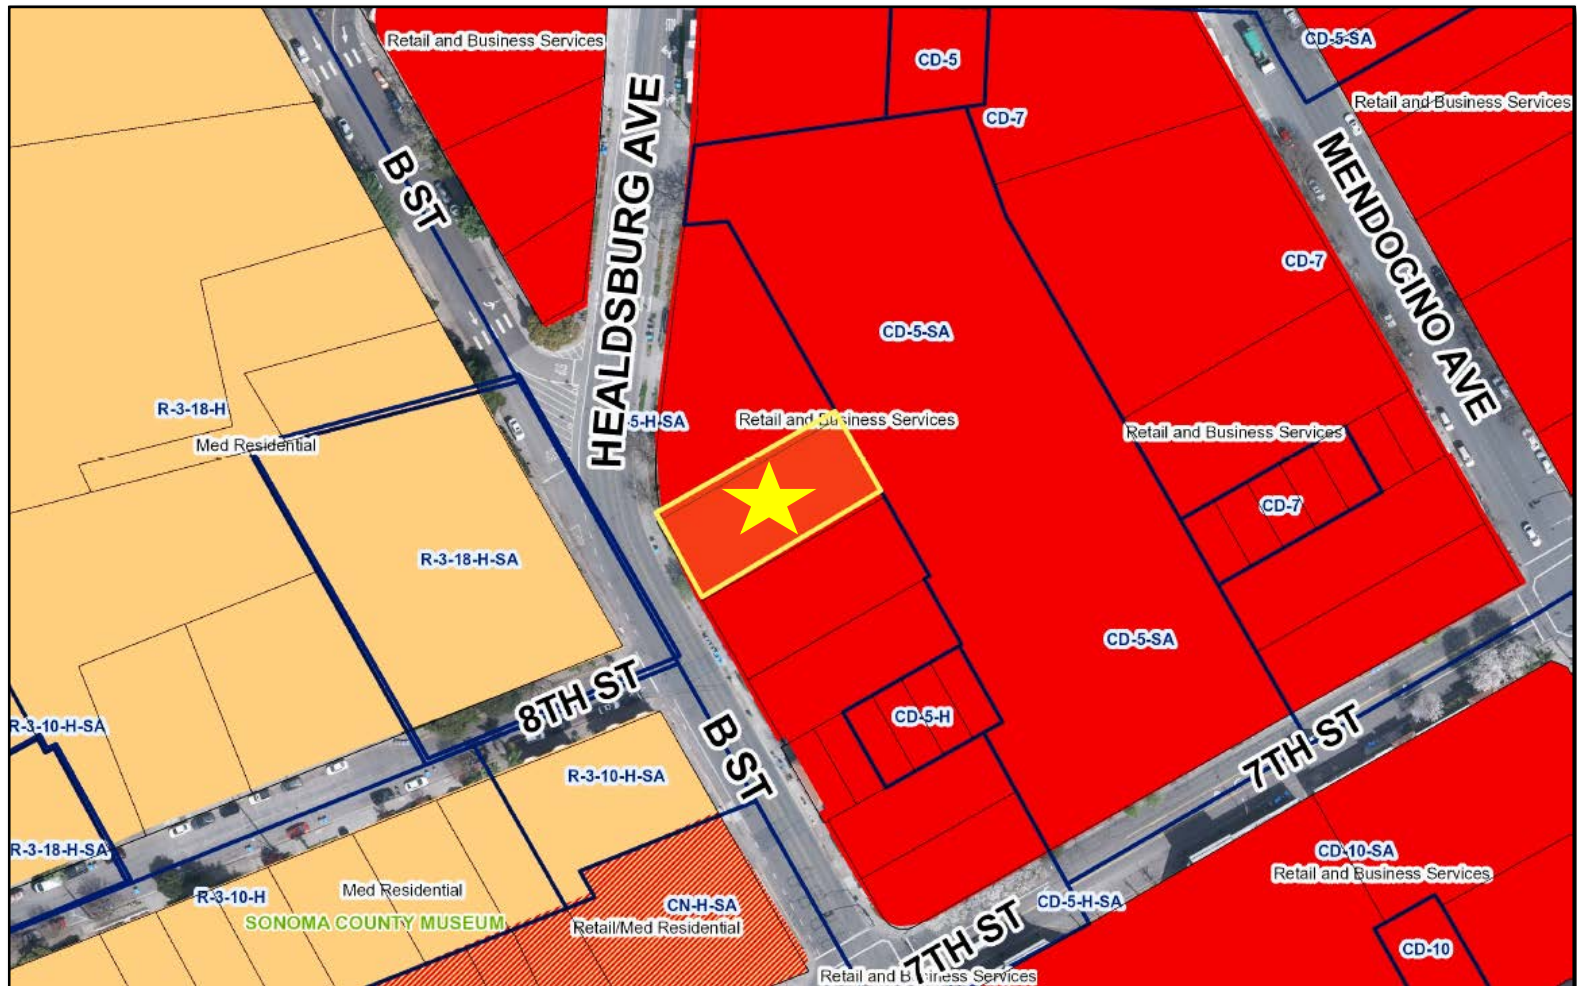 Retail and Business Services
CD-5
CD-5-SA
Retail and Business Services
CD-7
B ST
HEALDSBURG AVE
MENDOCINO AVE
CD-7
CD-5-SA
R-3-18-H
Med Residential
5-H-SA
Retail and Business Services
Retail and Business Services
CD-7
R-3-18-H-SA
CD-5-SA
8TH ST
R-3-10-H-SA
CD-5-H
B ST
7TH ST
R-3-10-H-SA
R-3-18-H-SA
CD-10-SA
Retail and Business Services
R-3-10-H
Med Residential
SONOMA COUNTY MUSEUM
CN-H-SA
Retail/Med Residential
CD-5-H-SA
7TH ST
CD-10
Retail and Business Services